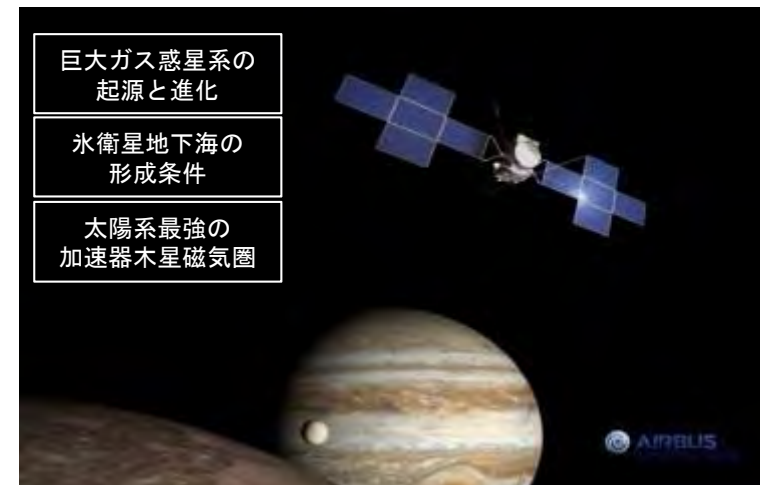 巨大ガス惑星系の
起源と進化
氷衛星地下海の
形成条件
太陽系最強の
加速器木星磁気圏
AIRBUS